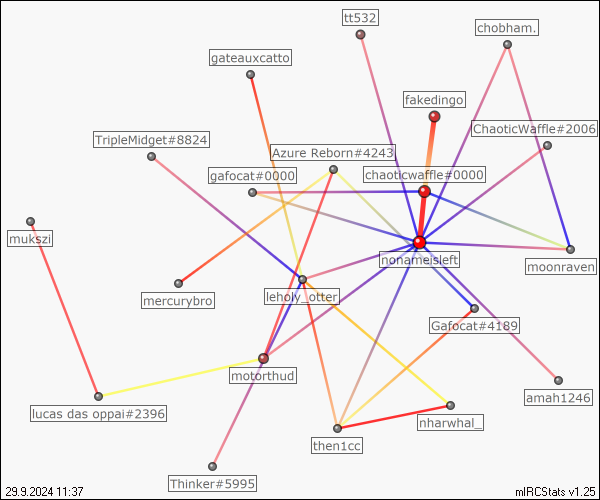 tt532
chobham.
gateauxcatto
fakedingo
ChaoticWaffle#2006
TripleMidget#8824
Azure Reborn#4243
gafocat#0000
chaoticwaffle#0000
mukszi
nonameisleft
moonraven
mercurybro
leholy_otter
Gafocat#4189
motorthud
amah1246
lucas das oppai#2396
nharwhal_
then1cc
Thinker#5995
29.9.2024 11:37
mIRCStats v1.25